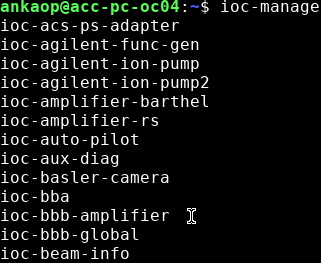 ankaop@acc-pc-oc04:~$ ioc-manage
ioc-acs-ps-adapter
ioc-agilent-func-gen
ioc-agilent-ion-pump
ioc-agilent-ion-pump2
ioc-amplifier-barthel
ioc-amplifier-rs
ioc-auto-pilot
ioc-aux-diag
ioc-basler-camera
ioc-bba
ioc-bbb-amplifier
ioc-bbb-global
ioc-beam-info